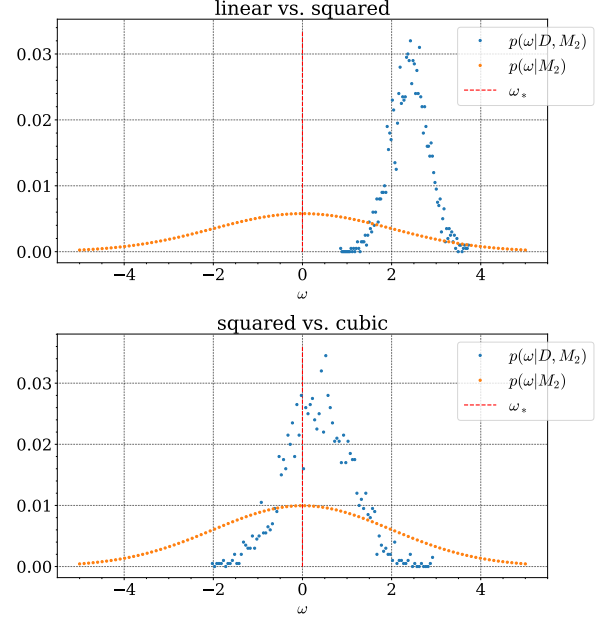 linear vs. squared
0.03
0.02
0.01
0.00
−4
−2
0
2
4
ω
p(ω|D, M₂)
p(ω|M₂)
ω*
squared vs. cubic
0.03
0.02
0.01
0.00
−4
−2
0
2
4
ω
p(ω|D, M₂)
p(ω|M₂)
ω*